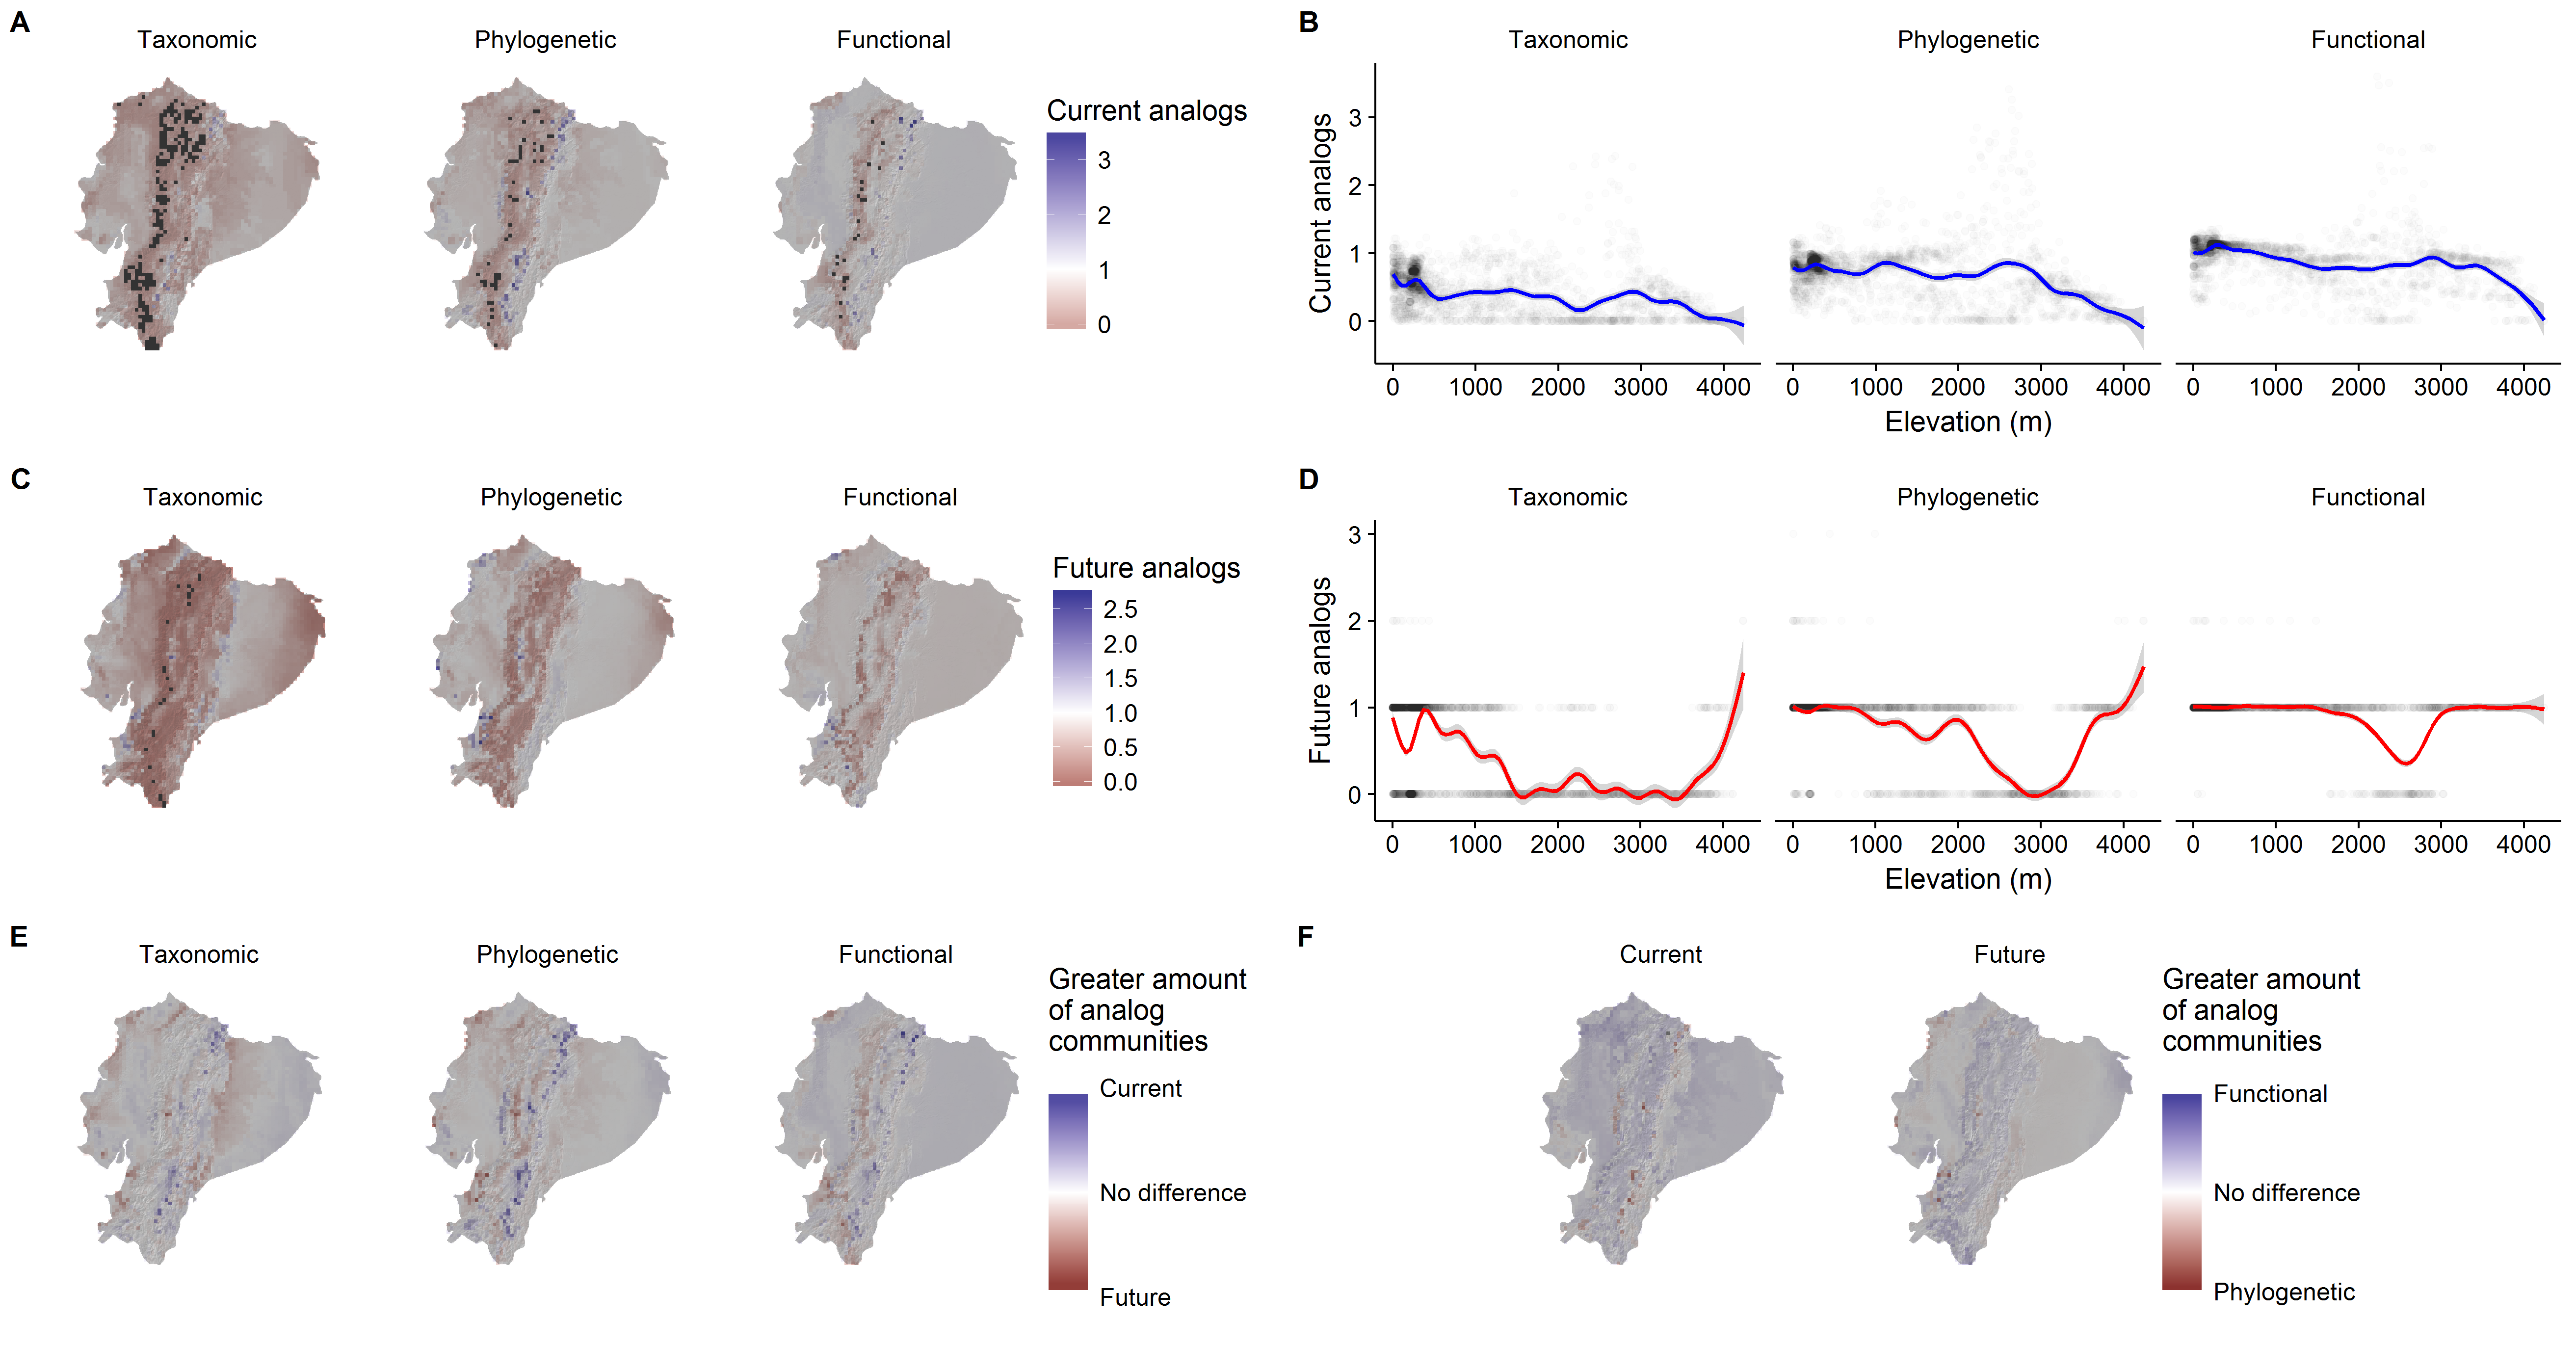 A
Taxonomic
Phylogenetic
Functional
Current analogs
3
2
1
0
B
Taxonomic
Phylogenetic
Functional
Current analogs
3
2
1
0
0 1000 2000 3000 4000
0 1000 2000 3000 4000
0 1000 2000 3000 4000
Elevation (m)
C
Taxonomic
Phylogenetic
Functional
Future analogs
2.5
2.0
1.5
1.0
0.5
0.0
D
Taxonomic
Phylogenetic
Functional
Future analogs
3
2
1
0
0 1000 2000 3000 4000
0 1000 2000 3000 4000
0 1000 2000 3000 4000
Elevation (m)
E
Taxonomic
Phylogenetic
Functional
Greater amount
of analog
communities
Current
No difference
Future
F
Current
Future
Greater amount
of analog
communities
Functional
No difference
Phylogenetic